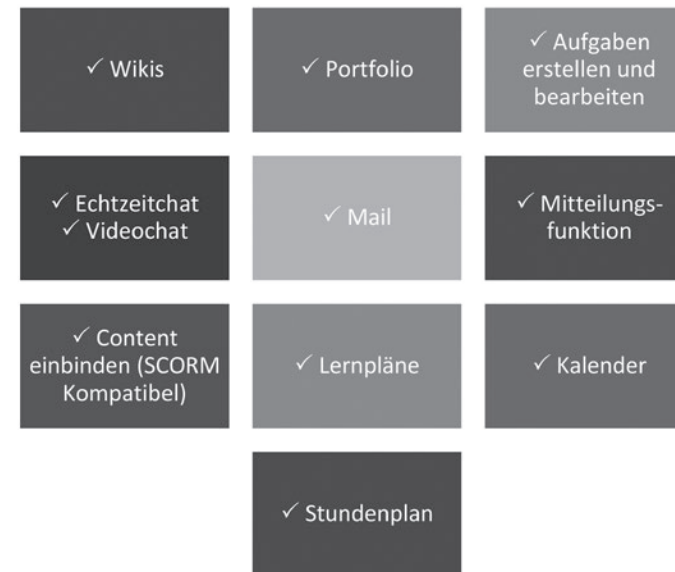 ✓ Wikis
✓ Portfolio
✓ Aufgaben
erstellen und
bearbeiten
✓ Echtzeitchat
✓ Videochat
✓ Mail
✓ Mitteilungs-
funktion
✓ Content
einbinden (SCORM
Kompatibel)
✓ Lernpläne
✓ Kalender
✓ Stundenplan